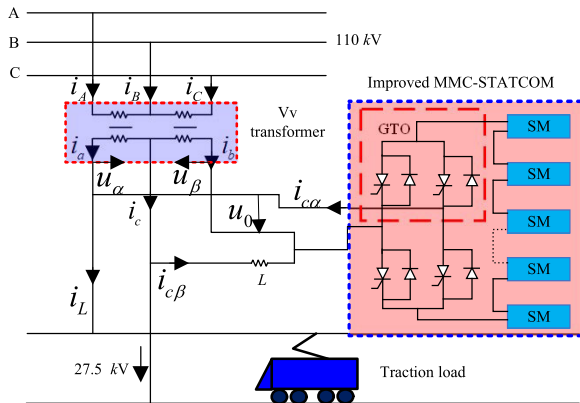 A
B
110 kV
C
i_A
i_B
i_C
Vv
transformer
i_a
i_b
u_α
u_β
i_c
u_0
i_cα
i_cβ
L
i_L
27.5 kV
Improved MMC-STATCOM
GTO
SM
SM
SM
SM
SM
Traction load